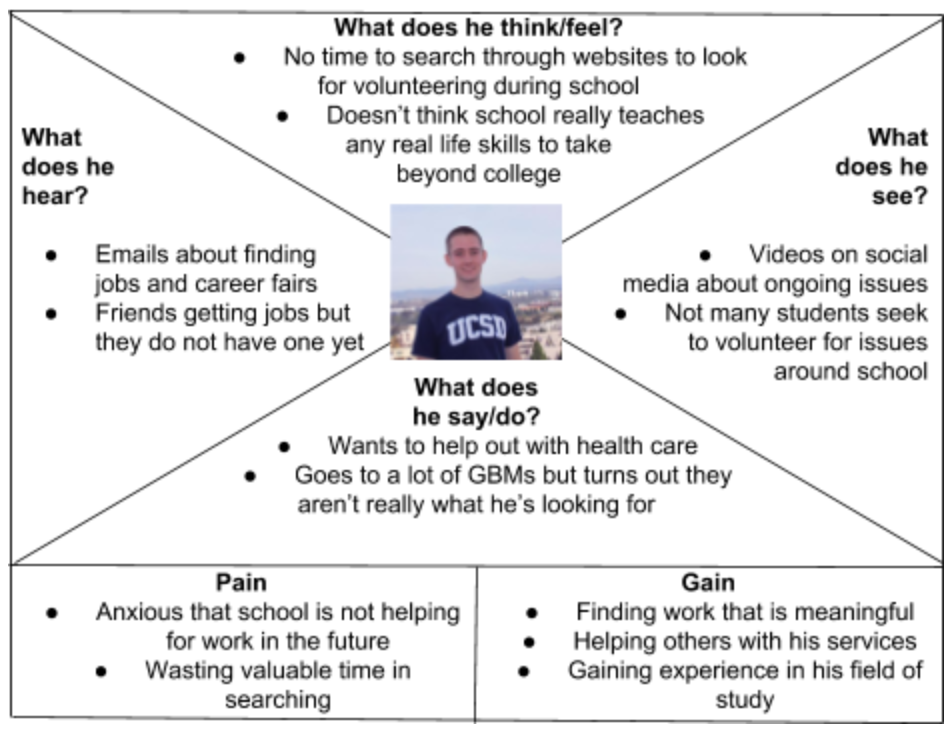 What does he think/feel?
● No time to search through websites to look
for volunteering during school
● Doesn't think school really teaches
any real life skills to take
beyond college
What
does he
hear?
● Emails about finding
jobs and career fairs
● Friends getting jobs but
they do not have one yet
What
does he
see?
● Videos on social
media about ongoing issues
● Not many students seek
to volunteer for issues
around school
UCSD
What does
he say/do?
● Wants to help out with health care
● Goes to a lot of GBMs but turns out they
aren't really what he's looking for
Pain
● Anxious that school is not helping
for work in the future
● Wasting valuable time in
searching
Gain
● Finding work that is meaningful
● Helping others with his services
● Gaining experience in his field of
study